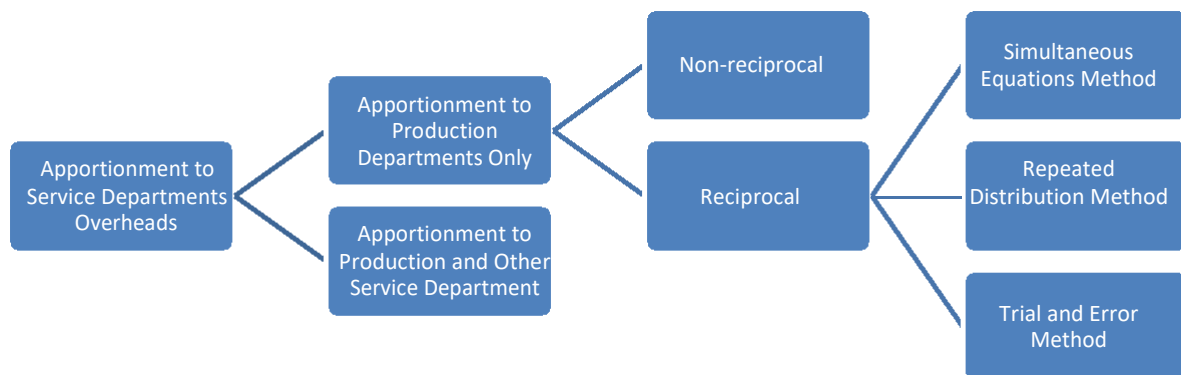 Apportionment to
Service Departments
Overheads
Apportionment to
Production
Departments Only
Apportionment to
Production and Other
Service Department
Non-reciprocal
Reciprocal
Simultaneous
Equations Method
Repeated
Distribution Method
Trial and Error
Method